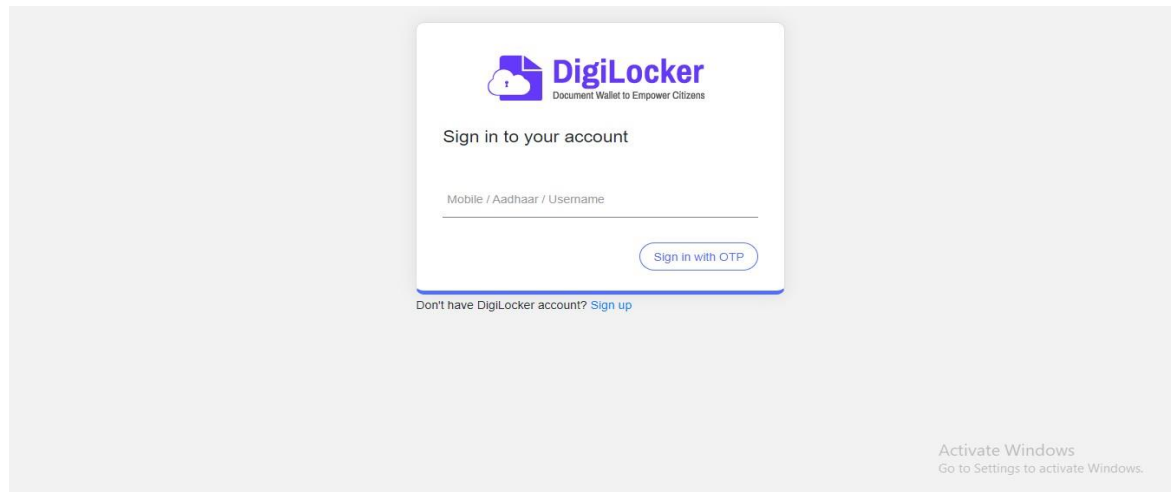 DigiLocker
Document Wallet to Empower Citizens
Sign in to your account
Mobile / Aadhaar / Username
Sign in with OTP
Don't have DigiLocker account? Sign up
Activate Windows
Go to Settings to activate Windows.